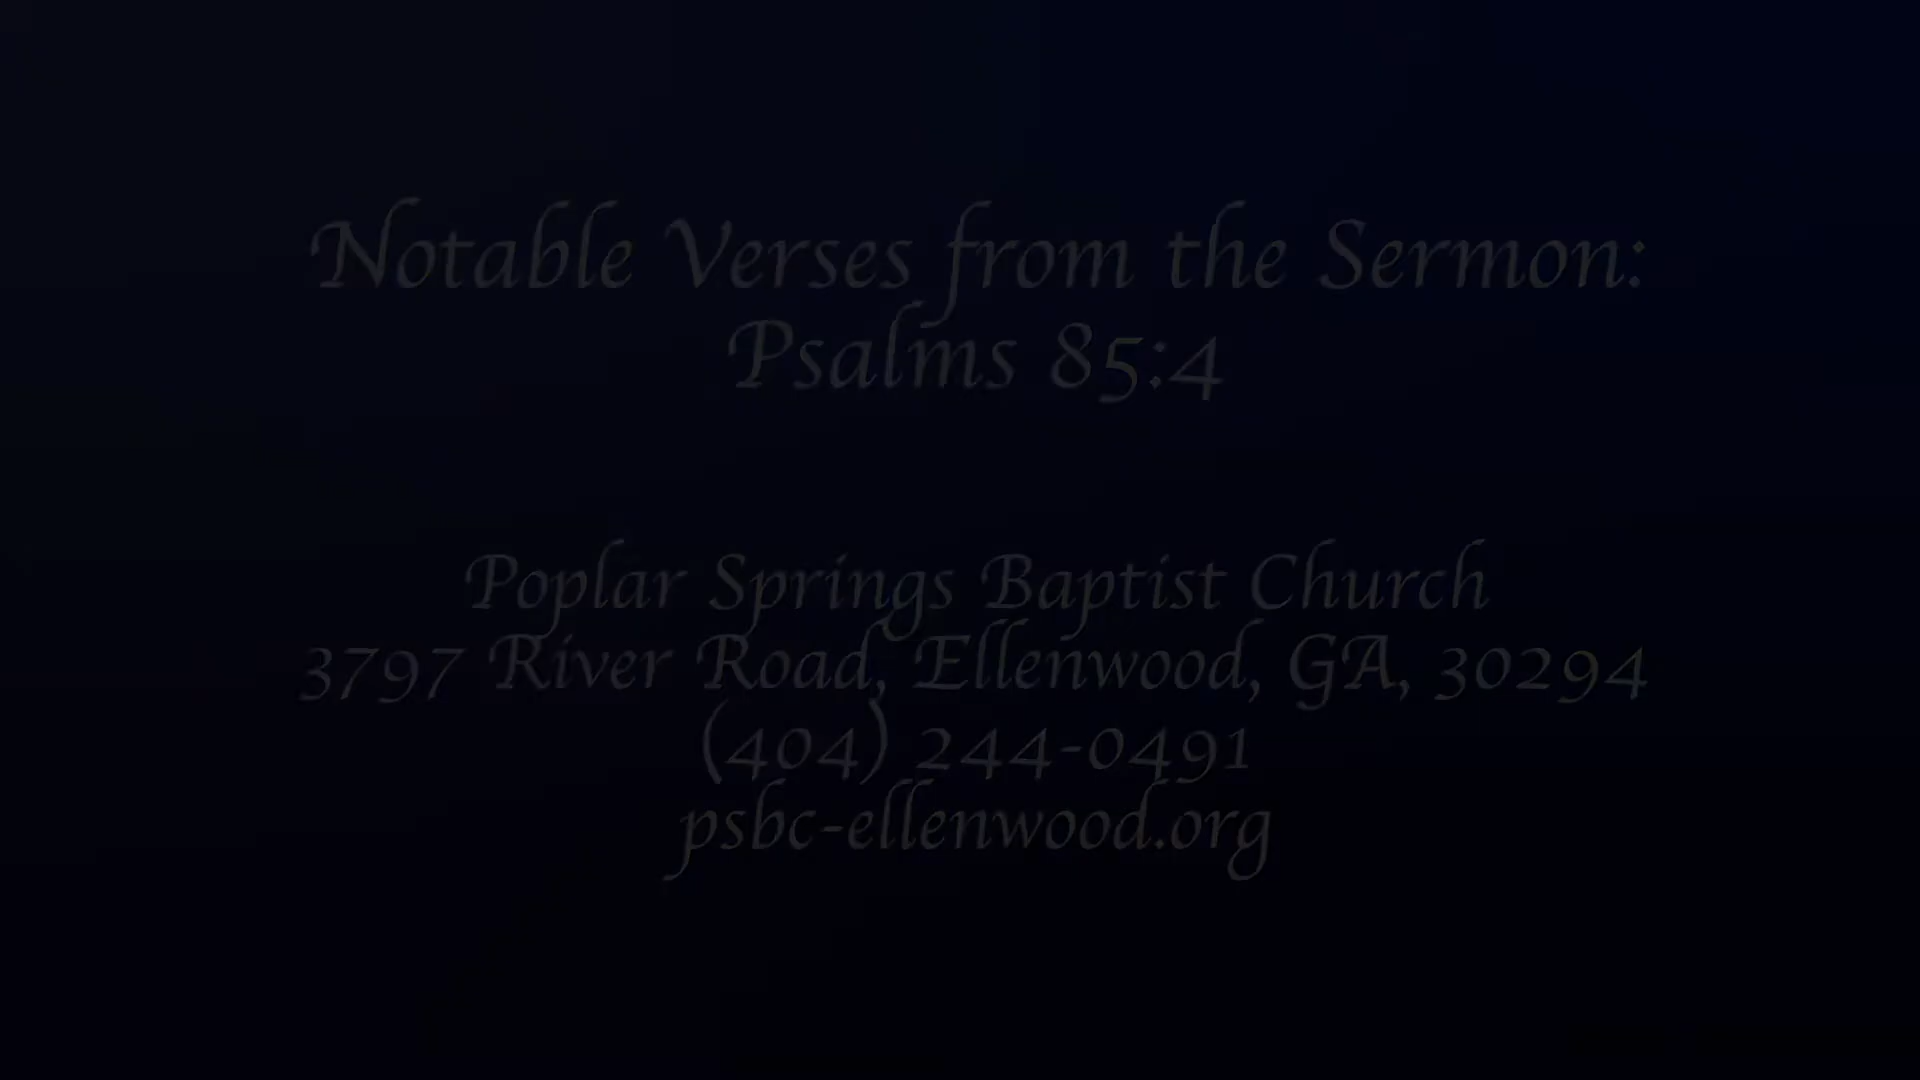 Notable Verses from the Sermon:
Psalms 85:4
Poplar Springs Baptist Church
3797 River Road, Ellenwood, GA, 30294
(404) 244-0491
psbc-ellenwood.org